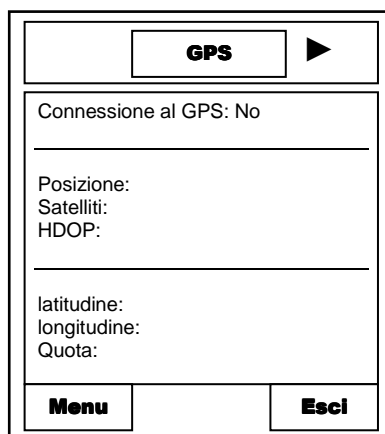 GPS
Connessione al GPS: No
Posizione:
Satelliti:
HDOP:
latitudine:
longitudine:
Quota:
Menu
Esci